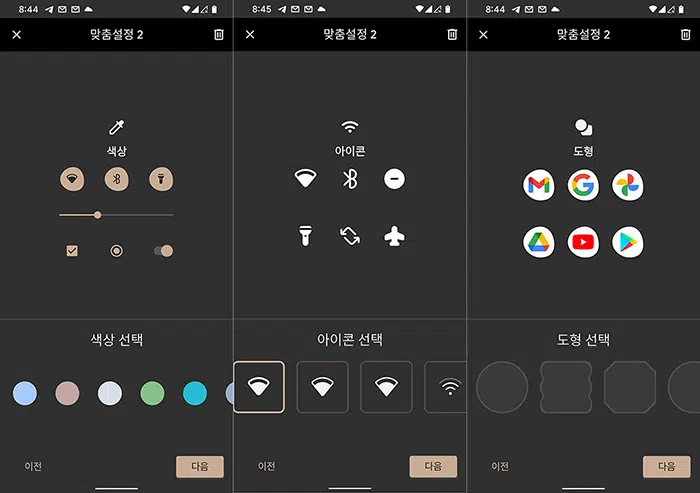 8:44
맞춤설정 2
색상
색상 선택
이전
다음
8:45
맞춤설정 2
아이콘
아이콘 선택
이전
다음
8:44
맞춤설정 2
도형
도형 선택
이전
다음